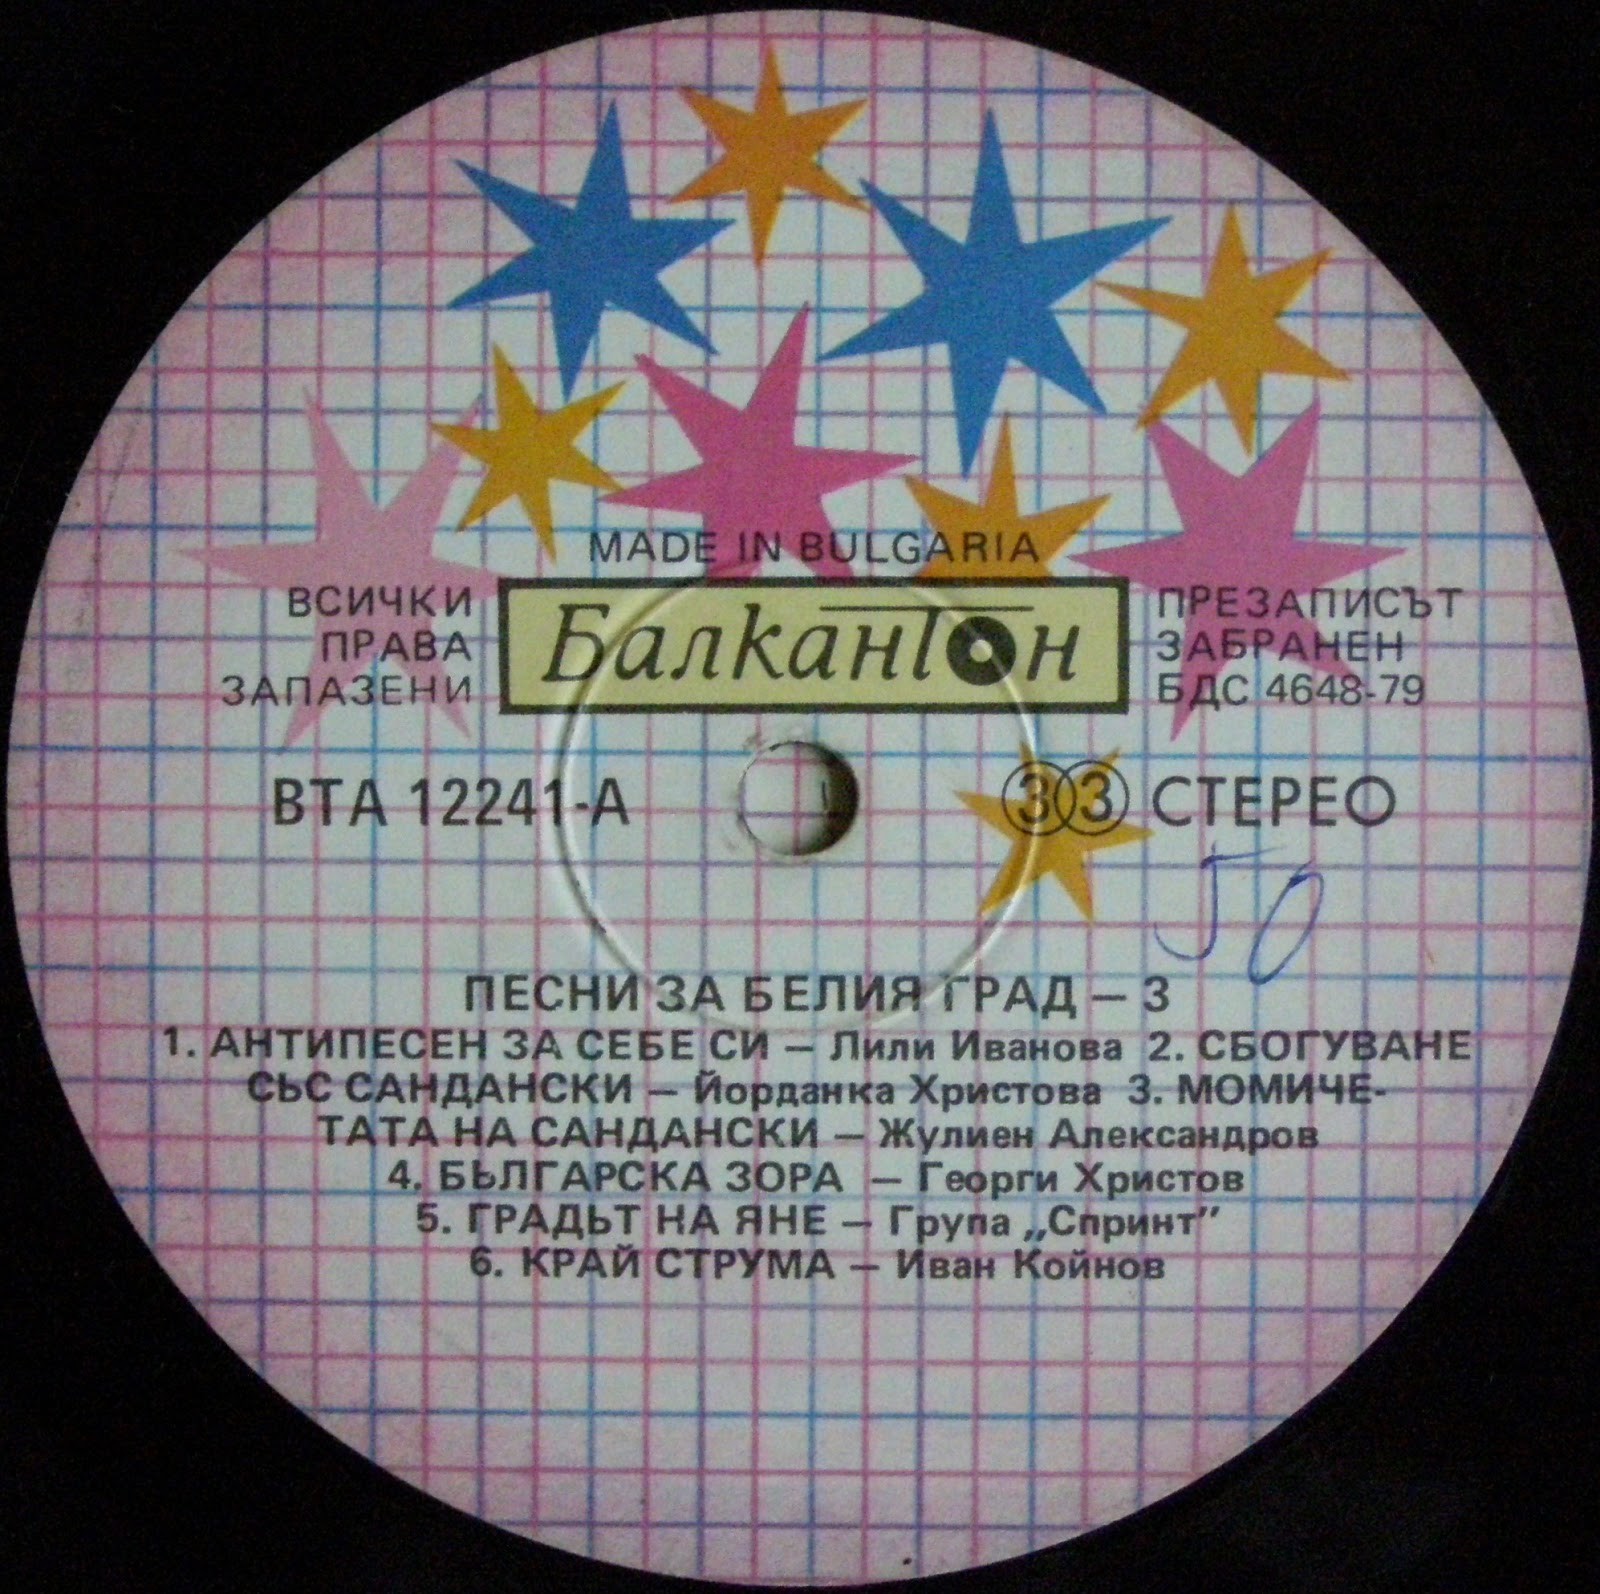 MADE IN BULGARIA
ВСИЧКИ
ПРАВА
ЗАПАЗЕНИ
Балкантон
ПРЕЗАПИСЪТ
ЗАБРАНЕН
БДС 4648-79
ВТА 12241-А
33 СТЕРЕО
50
ПЕСНИ ЗА БЕЛИЯ ГРАД – 3
1. АНТИПЕСЕН ЗА СЕБЕ СИ – Лили Иванова 2. СБОГУВАНЕ
СЪС САНДАНСКИ – Йорданка Христова 3. МОМИЧЕ-
ТАТА НА САНДАНСКИ – Жулиен Александров
4. БЪЛГАРСКА ЗОРА – Георги Христов
5. ГРАДЪТ НА ЯНЕ – Група „Спринт”
6. КРАЙ СТРУМА – Иван Койнов